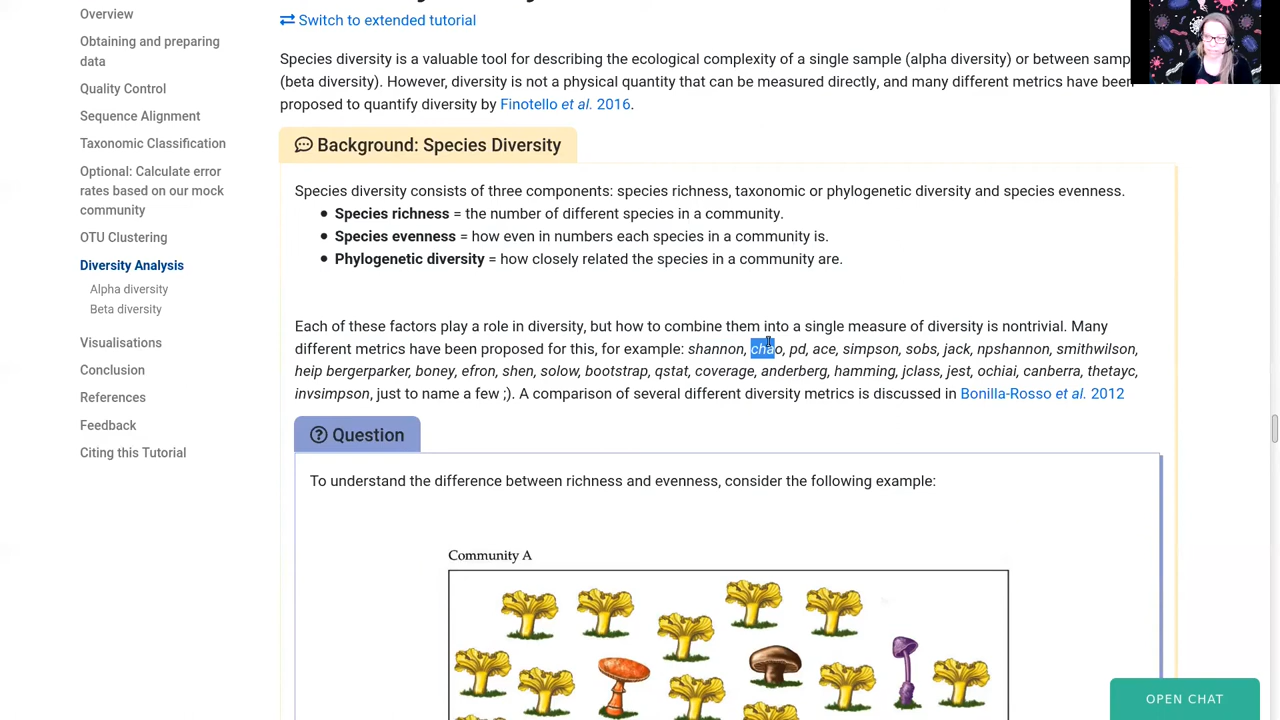 Overview
Obtaining and preparing
data
Quality Control
Sequence Alignment
Taxonomic Classification
Optional: Calculate error
rates based on our mock
community
OTU Clustering
Diversity Analysis
Alpha diversity
Beta diversity
Visualisations
Conclusion
References
Feedback
Citing this Tutorial
Switch to extended tutorial
Species diversity is a valuable tool for describing the ecological complexity of a single sample (alpha diversity) or between
(beta diversity). However, diversity is not a physical quantity that can be measured directly, and many different metrics have been
proposed to quantify diversity by Finotello et al. 2016.
Background: Species Diversity
Species diversity consists of three components: species richness, taxonomic or phylogenetic diversity and species evenness.
Species richness = the number of different species in a community.
Species evenness = how even in numbers each species in a community is.
Phylogenetic diversity = how closely related the species in a community are.
Each of these factors play a role in diversity, but how to combine them into a single measure of diversity is nontrivial. Many
different metrics have been proposed for this, for example: shannon, chao, pd, ace, simpson, sobs, jack, npshannon, smithwilson,
heip bergerparker, boney, efron, shen, solow, bootstrap, qstat, coverage, anderberg, hamming, jclass, jest, ochiai, canberra, thetayc,
invsimpson, just to name a few ;). A comparison of several different diversity metrics is discussed in Bonilla-Rosso et al. 2012
Question
To understand the difference between richness and evenness, consider the following example:
Community A
OPEN CHAT